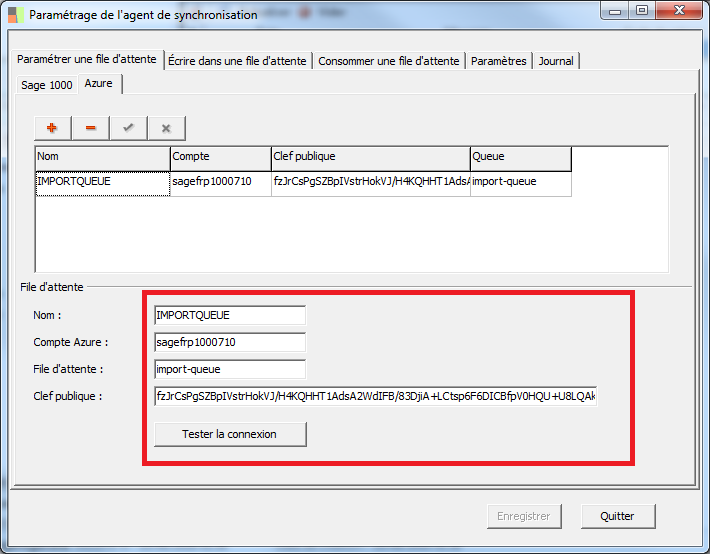 Paramétrage de l'agent de synchronisation
Paramétrer une file d'attente Écrire dans une file d'attente Consommer une file d'attente Paramètres Journal
Sage 1000 Azure
Nom Compte Clef publique Queue
IMPORTQUEUE sagefrp1000710 fzJrCsPgSZBpIVstrHokVJ/H4KQHHT1AdsA import-queue
File d'attente
Nom : IMPORTQUEUE
Compte Azure : sagefrp1000710
File d'attente : import-queue
Clef publique : fzJrCsPgSZBpIVstrHokVJ/H4KQHHT1AdsA2WdIFB/83DjiA+LCtsp6F6DICBfpV0HQU+U8LQAk
Tester la connexion
Enregistrer Quitter